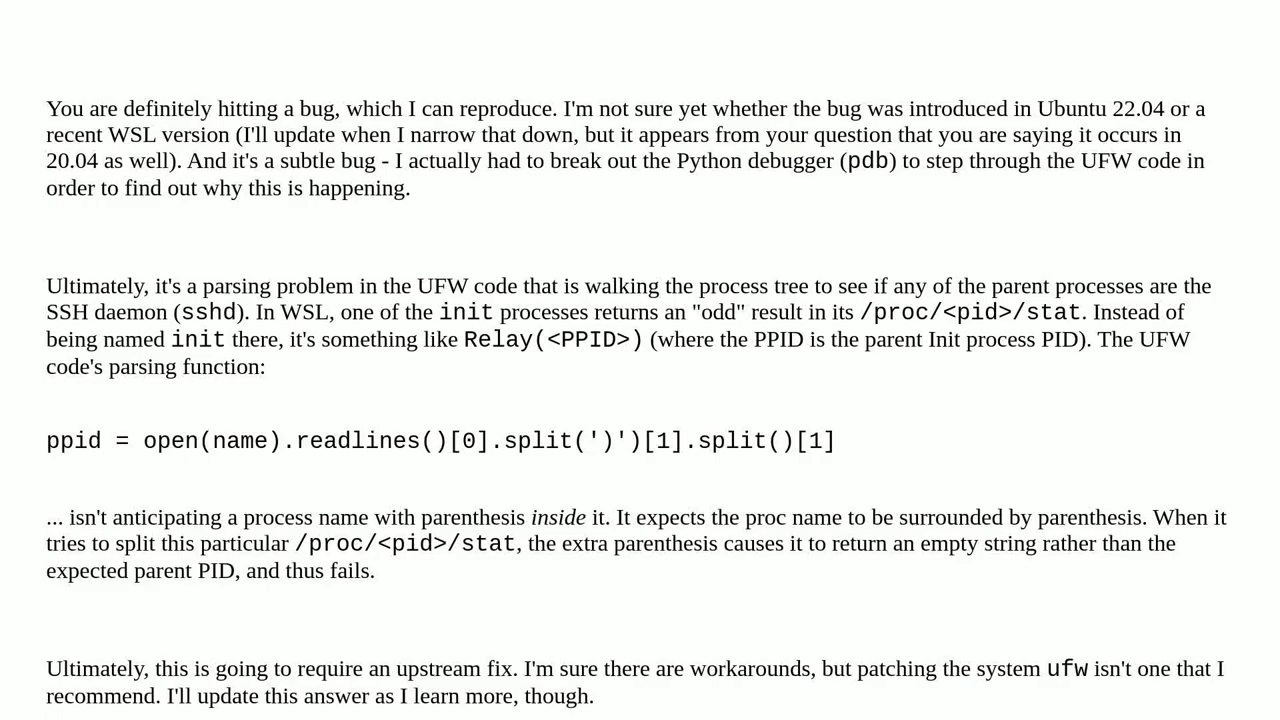 You are definitely hitting a bug, which I can reproduce. I'm not sure yet whether the bug was introduced in Ubuntu 22.04 or a
recent WSL version (I'll update when I narrow that down, but it appears from your question that you are saying it occurs in
20.04 as well). And it's a subtle bug - I actually had to break out the Python debugger (pdb) to step through the UFW code in
order to find out why this is happening.
Ultimately, it's a parsing problem in the UFW code that is walking the process tree to see if any of the parent processes are the
SSH daemon (sshd). In WSL, one of the init processes returns an "odd" result in its /proc/<pid>/stat. Instead of
being named init there, it's something like Relay(<PPID>) (where the PPID is the parent Init process PID). The UFW
code's parsing function:
ppid = open(name).readlines()[0].split(')')[1].split()[1]
... isn't anticipating a process name with parenthesis inside it. It expects the proc name to be surrounded by parenthesis. When it
tries to split this particular /proc/<pid>/stat, the extra parenthesis causes it to return an empty string rather than the
expected parent PID, and thus fails.
Ultimately, this is going to require an upstream fix. I'm sure there are workarounds, but patching the system ufw isn't one that I
recommend. I'll update this answer as I learn more, though.